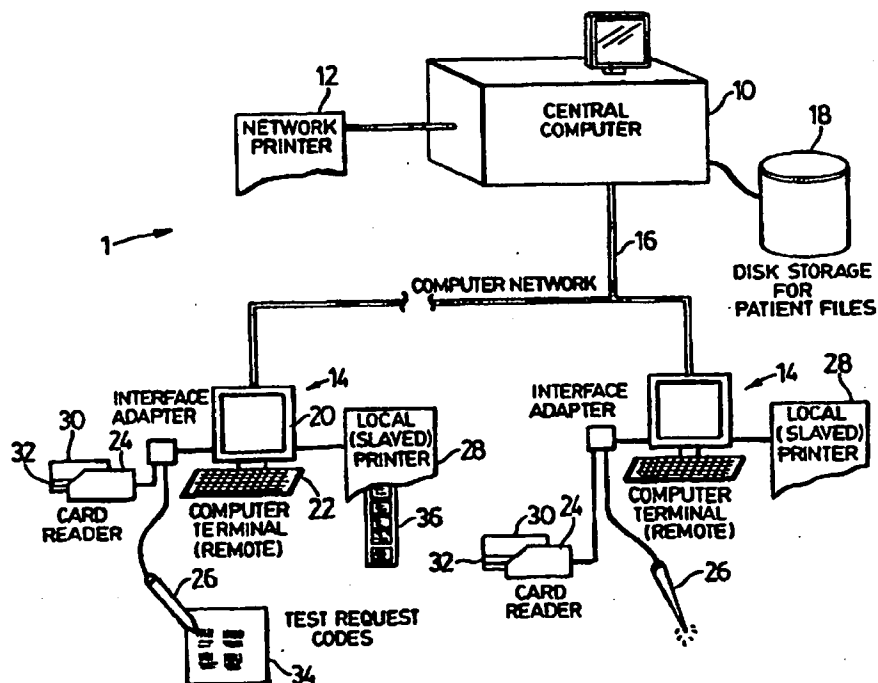 12
NETWORK
PRINTER
CENTRAL
COMPUTER
10
18
1
16
COMPUTER NETWORK
DISK STORAGE
FOR
PATIENT FILES
INTERFACE
ADAPTER
14
20
30
32
24
CARD
READER
LOCAL
(SLAVED)
PRINTER
28
22
COMPUTER
TERMINAL
(REMOTE)
36
26
TEST REQUEST
CODES
34
INTERFACE
ADAPTER
14
28
LOCAL
(SLAVED)
PRINTER
COMPUTER
TERMINAL
(REMOTE)
30
24
32
CARD
READER
26